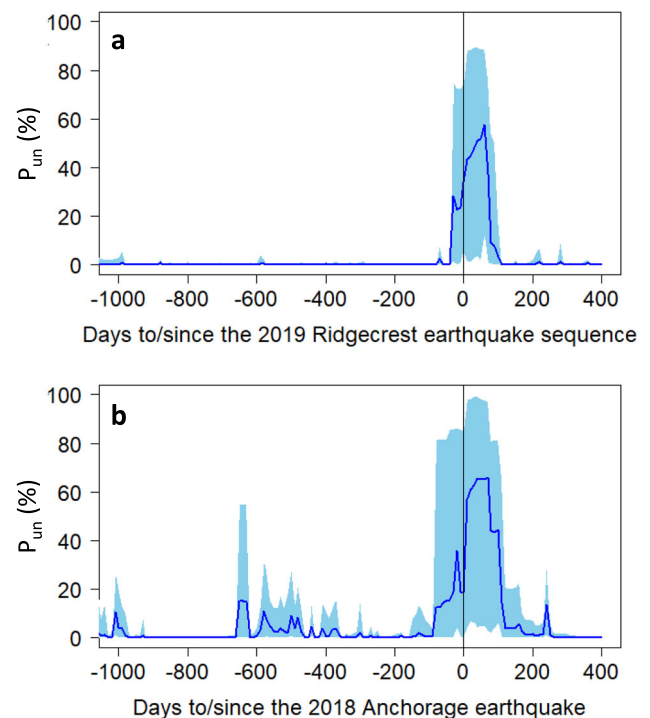 100
a
80
60
P_un (%)
40
20
0
-1000 -800 -600 -400 -200 0 200 400
Days to/since the 2019 Ridgecrest earthquake sequence
100
b
80
60
P_un (%)
40
20
0
-1000 -800 -600 -400 -200 0 200 400
Days to/since the 2018 Anchorage earthquake